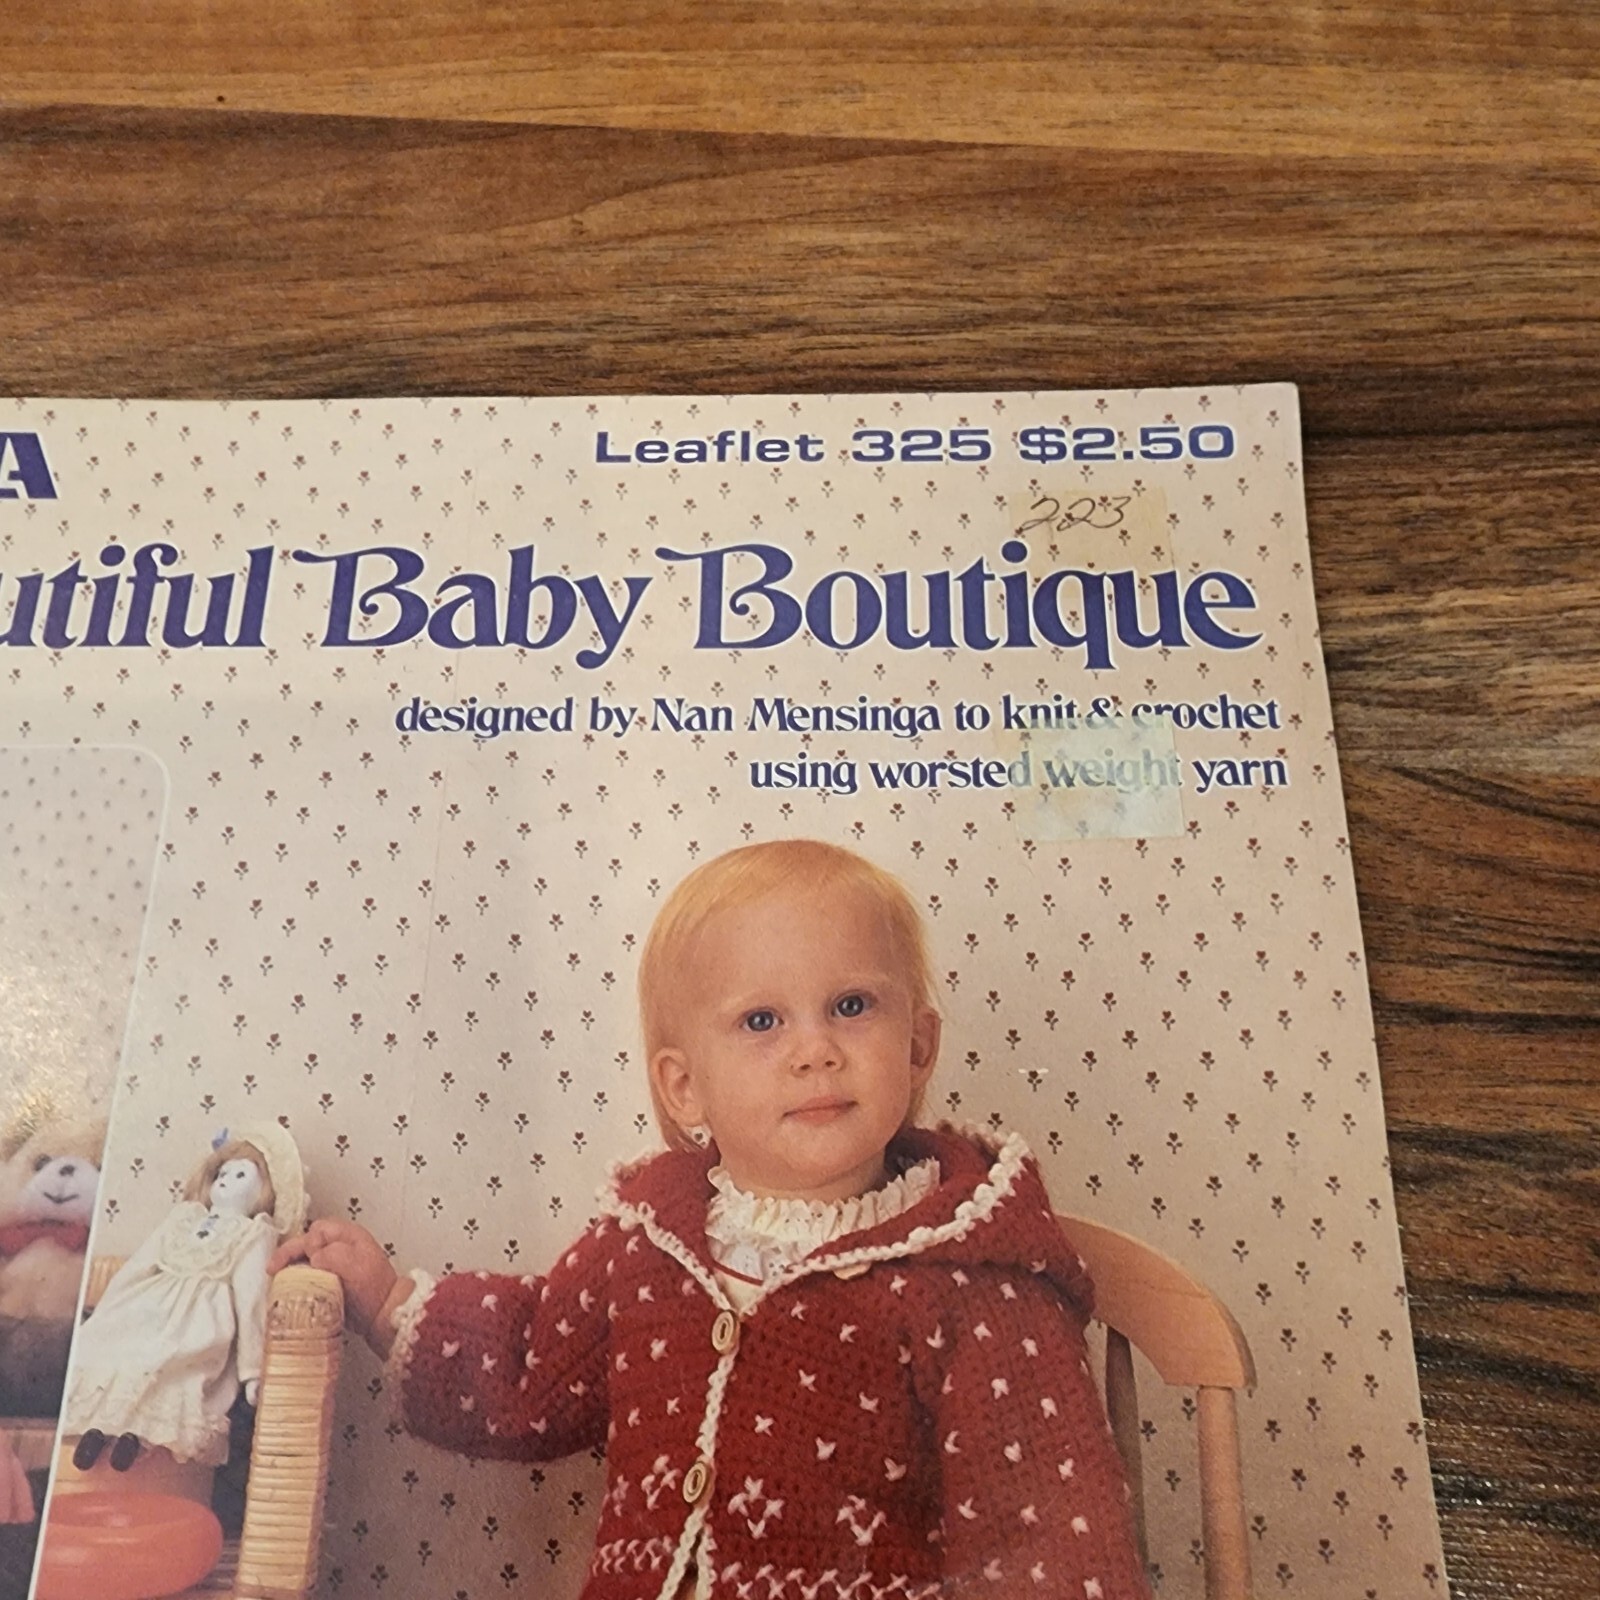 A
Leaflet 325 $2.50
223
utiful Baby Boutique
designed by Nan Mensinga to knit & crochet
using worsted weight yarn